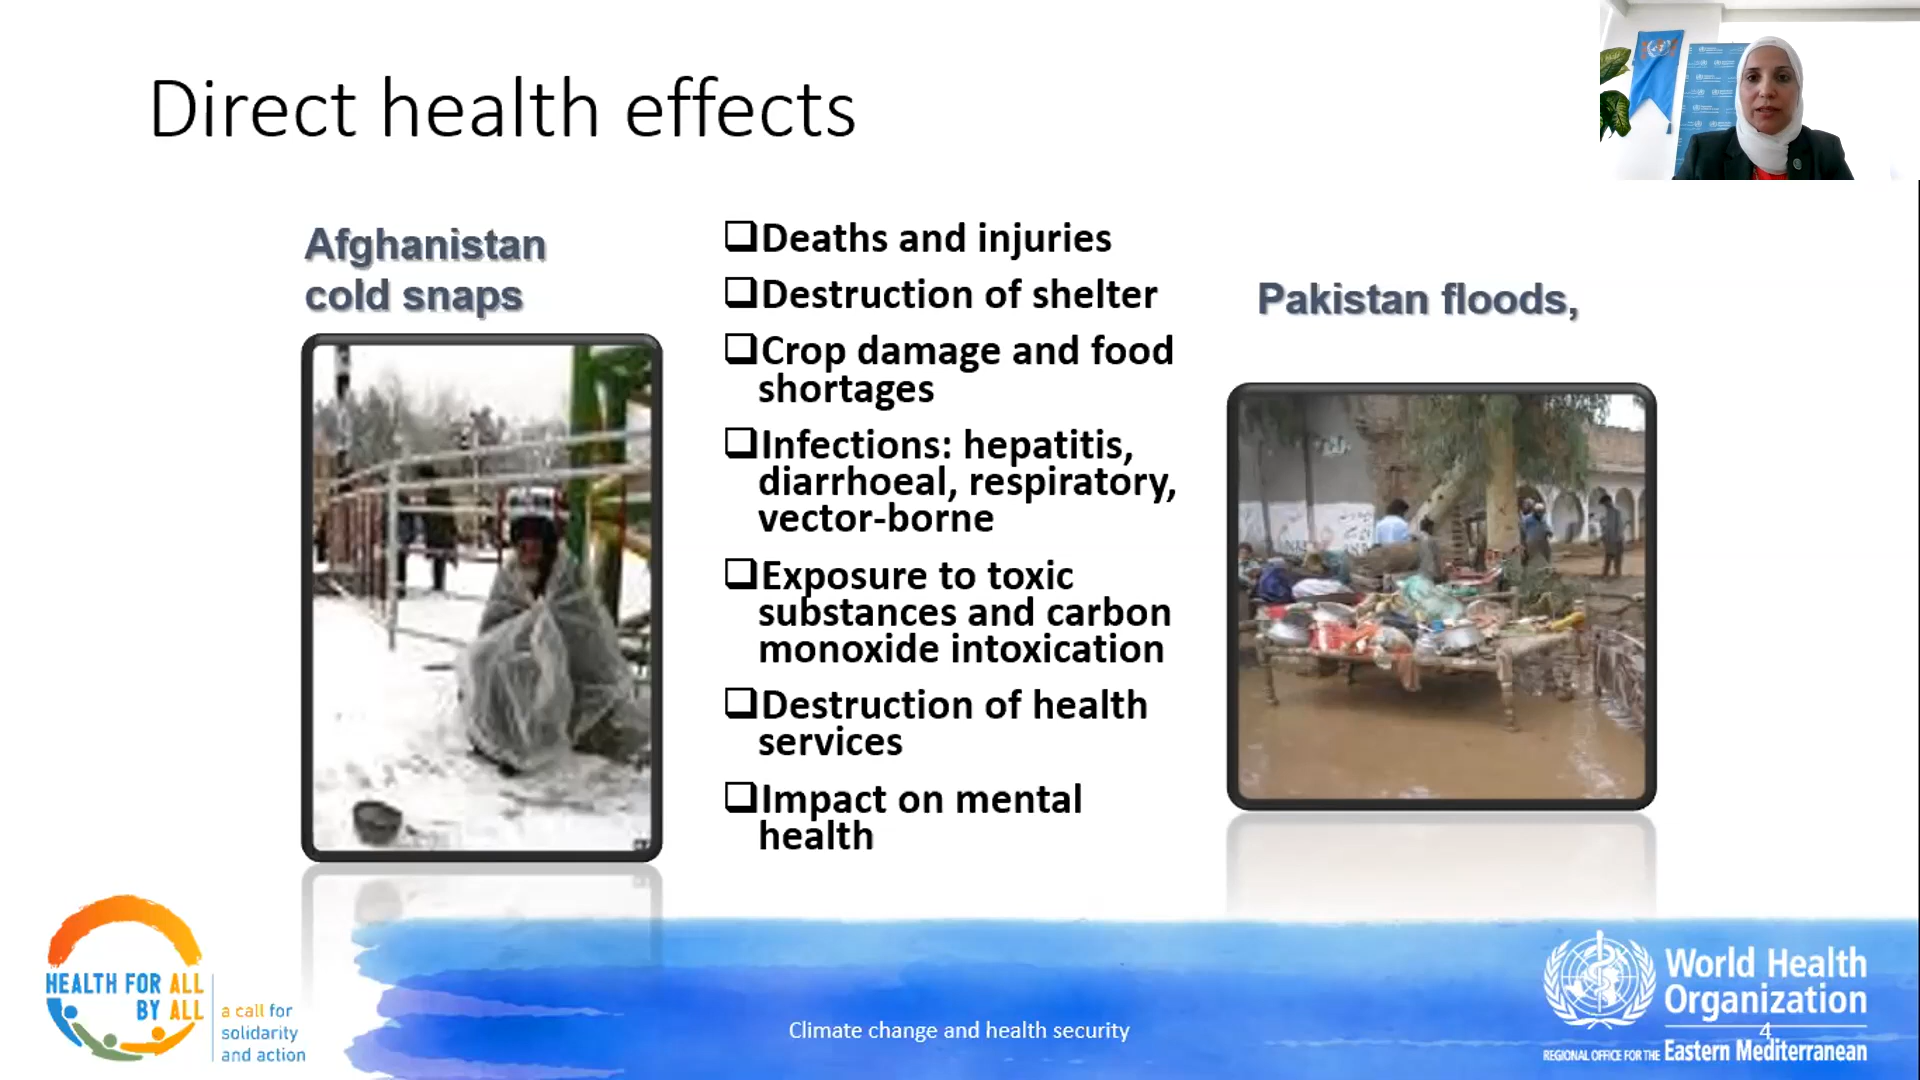 Direct health effects
Afghanistan
cold snaps
❑Deaths and injuries
❑Destruction of shelter
❑Crop damage and food
shortages
❑Infections: hepatitis,
diarrhoeal, respiratory,
vector-borne
❑Exposure to toxic
substances and carbon
monoxide intoxication
❑Destruction of health
services
❑Impact on mental
health
Pakistan floods,
HEALTH FOR ALL
BY ALL
a call for
solidarity
and action
Climate change and health security
World Health
Organization
4
REGIONAL OFFICE FOR THE Eastern Mediterranean